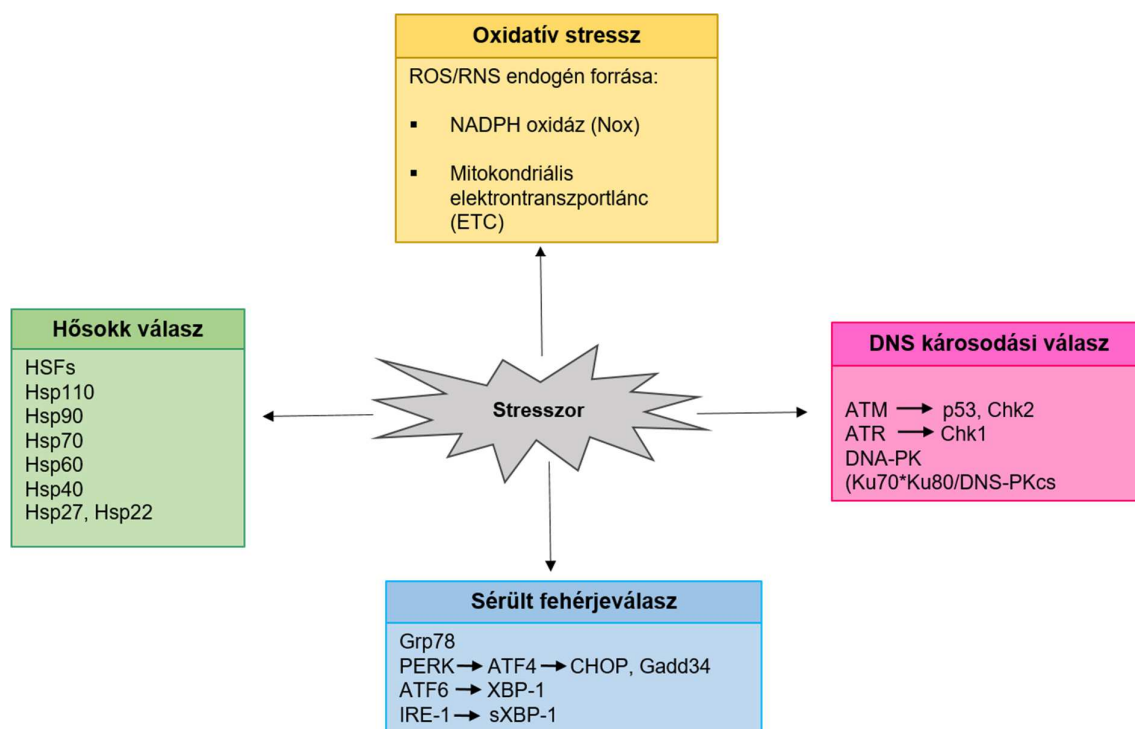 Oxidatív stressz
ROS/RNS endogén forrása:
▪ NADPH oxidáz (Nox)
▪ Mitokondriális
elektrontranszportlánc
(ETC)
Hősokk válasz
HSFs
Hsp110
Hsp90
Hsp70
Hsp60
Hsp40
Hsp27, Hsp22
Stresszor
DNS károsodási válasz
ATM → p53, Chk2
ATR → Chk1
DNA-PK
(Ku70*Ku80/DNS-PKcs
Sérült fehérjeválasz
Grp78
PERK → ATF4 → CHOP, Gadd34
ATF6 → XBP-1
IRE-1 → sXBP-1